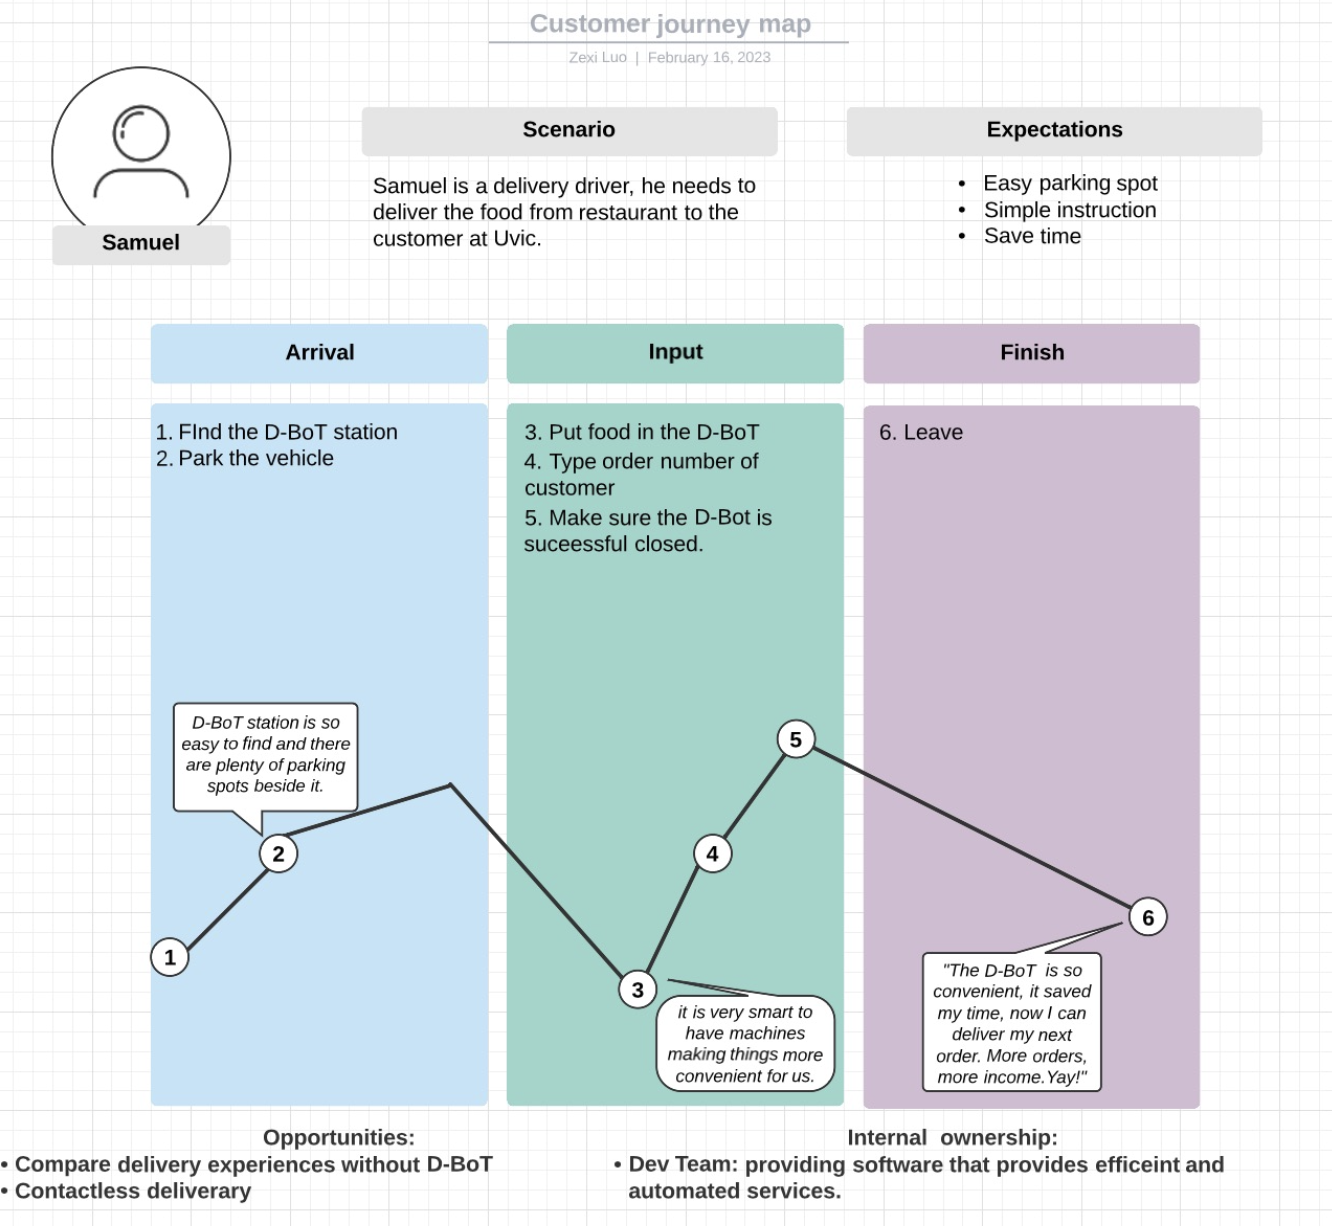 Customer journey map
Zexi Luo | February 16, 2023
Samuel
Scenario
Samuel is a delivery driver, he needs to
deliver the food from restaurant to the
customer at Uvic.
Expectations
• Easy parking spot
• Simple instruction
• Save time
Arrival
1. FInd the D-BoT station
2. Park the vehicle
Input
3. Put food in the D-BoT
4. Type order number of
customer
5. Make sure the D-Bot is
suceessful closed.
Finish
6. Leave
D-BoT station is so
easy to find and there
are plenty of parking
spots beside it.
1
2
3
4
5
6
it is very smart to
have machines
making things more
convenient for us.
"The D-BoT is so
convenient, it saved
my time, now I can
deliver my next
order. More orders,
more income.Yay!"
Opportunities:
• Compare delivery experiences without D-BoT
• Contactless deliverary
Internal ownership:
• Dev Team: providing software that provides efficeint and
automated services.